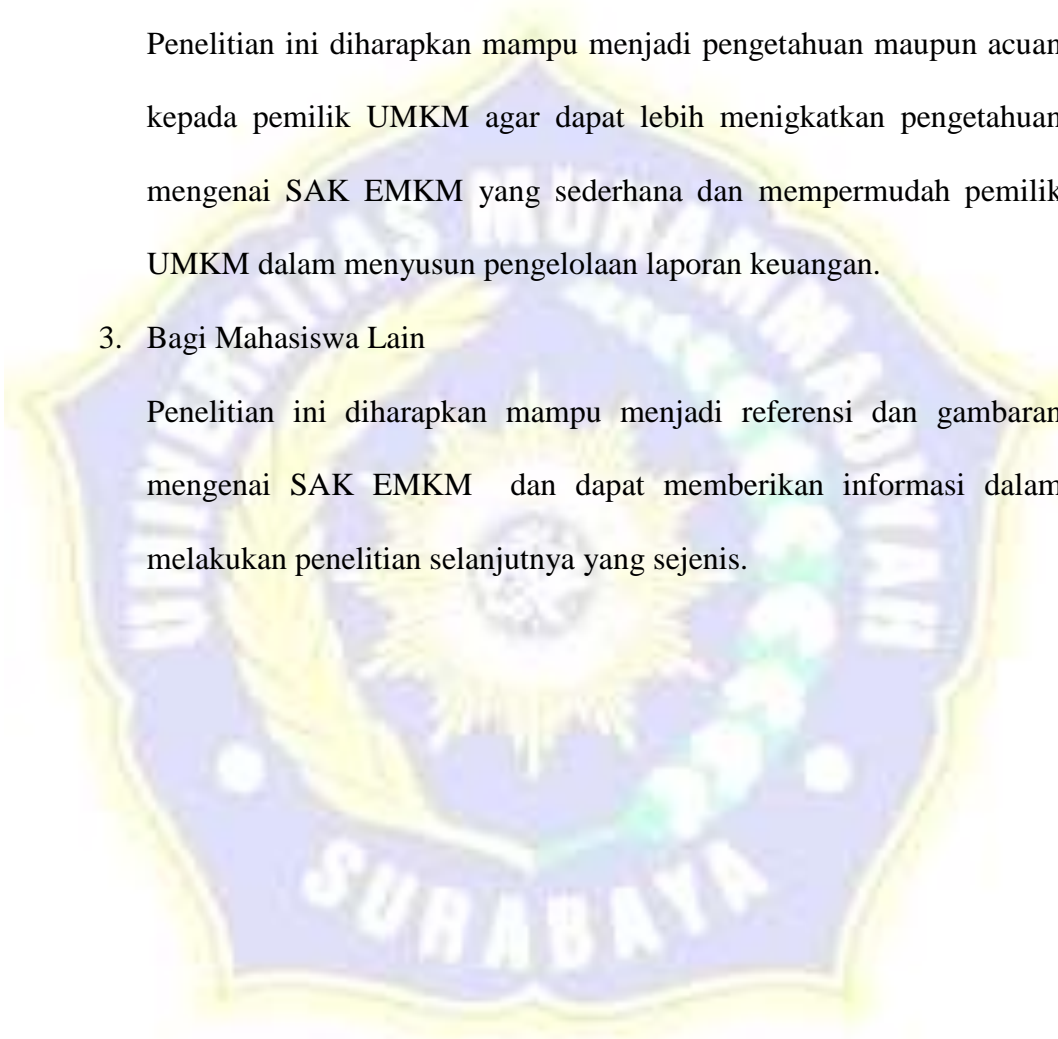 Penelitian ini diharapkan mampu menjadi pengetahuan maupun acuan
kepada pemilik UMKM agar dapat lebih menigkatkan pengetahuan
mengenai SAK EMKM yang sederhana dan mempermudah pemilik
UMKM dalam menyusun pengelolaan laporan keuangan.
3. Bagi Mahasiswa Lain
Penelitian ini diharapkan mampu menjadi referensi dan gambaran
mengenai SAK EMKM dan dapat memberikan informasi dalam
melakukan penelitian selanjutnya yang sejenis.
UNIVERSITAS MUHAMMADIYAH
SURABAYA